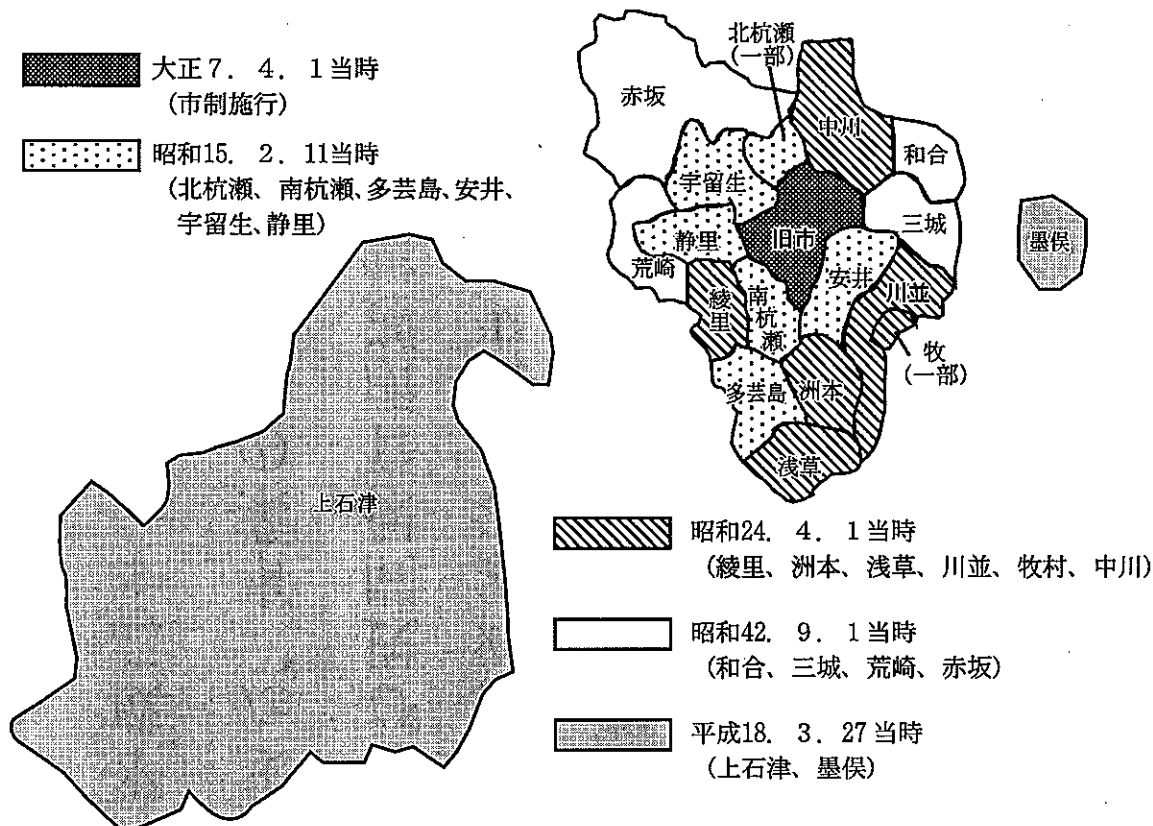 大正7. 4. 1当時
(市制施行)
昭和15. 2. 11当時
(北杭瀬、南杭瀬、多芸島、安井、
宇留生、静里)
北杭瀬
(一部)
赤坂
中川
和合
宇留生
三城
静里
旧市
墨俣
荒崎
安井
綾里
南杭瀬
川並
牧
(一部)
多芸島
洲本
浅草
上石津
昭和24. 4. 1当時
(綾里、洲本、浅草、川並、牧村、中川)
昭和42. 9. 1当時
(和合、三城、荒崎、赤坂)
平成18. 3. 27当時
(上石津、墨俣)